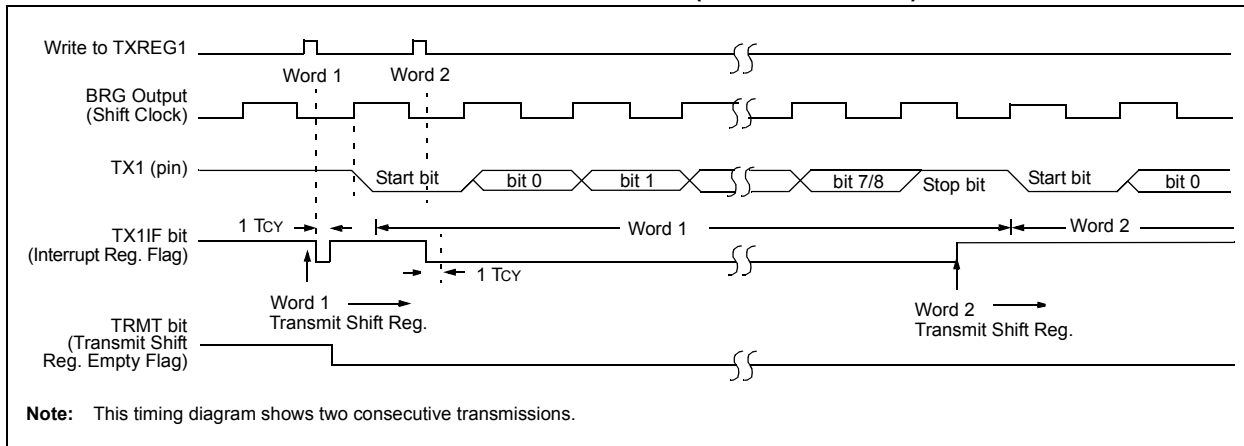 Write to TXREG1
Word 1 Word 2
BRG Output
(Shift Clock)
TX1 (pin)
Start bit bit 0 bit 1 bit 7/8 Stop bit Start bit bit 0
1 TCY
Word 1 Word 2
TX1IF bit
(Interrupt Reg. Flag)
1 TCY
Word 1
Transmit Shift Reg.
Word 2
Transmit Shift Reg.
TRMT bit
(Transmit Shift
Reg. Empty Flag)
Note: This timing diagram shows two consecutive transmissions.